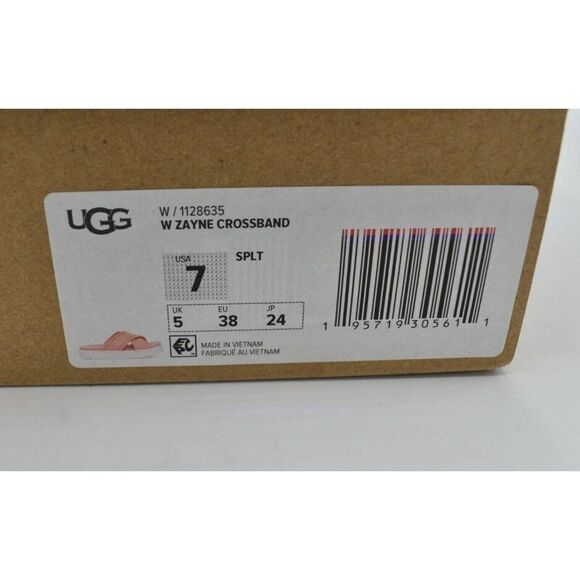 UGG
W / 1128635
W ZAYNE CROSSBAND
USA
7
SPLT
UK EU JP
5 38 24
MADE IN VIETNAM
FABRIQUÉ AU VIETNAM
1 95719 30561 1